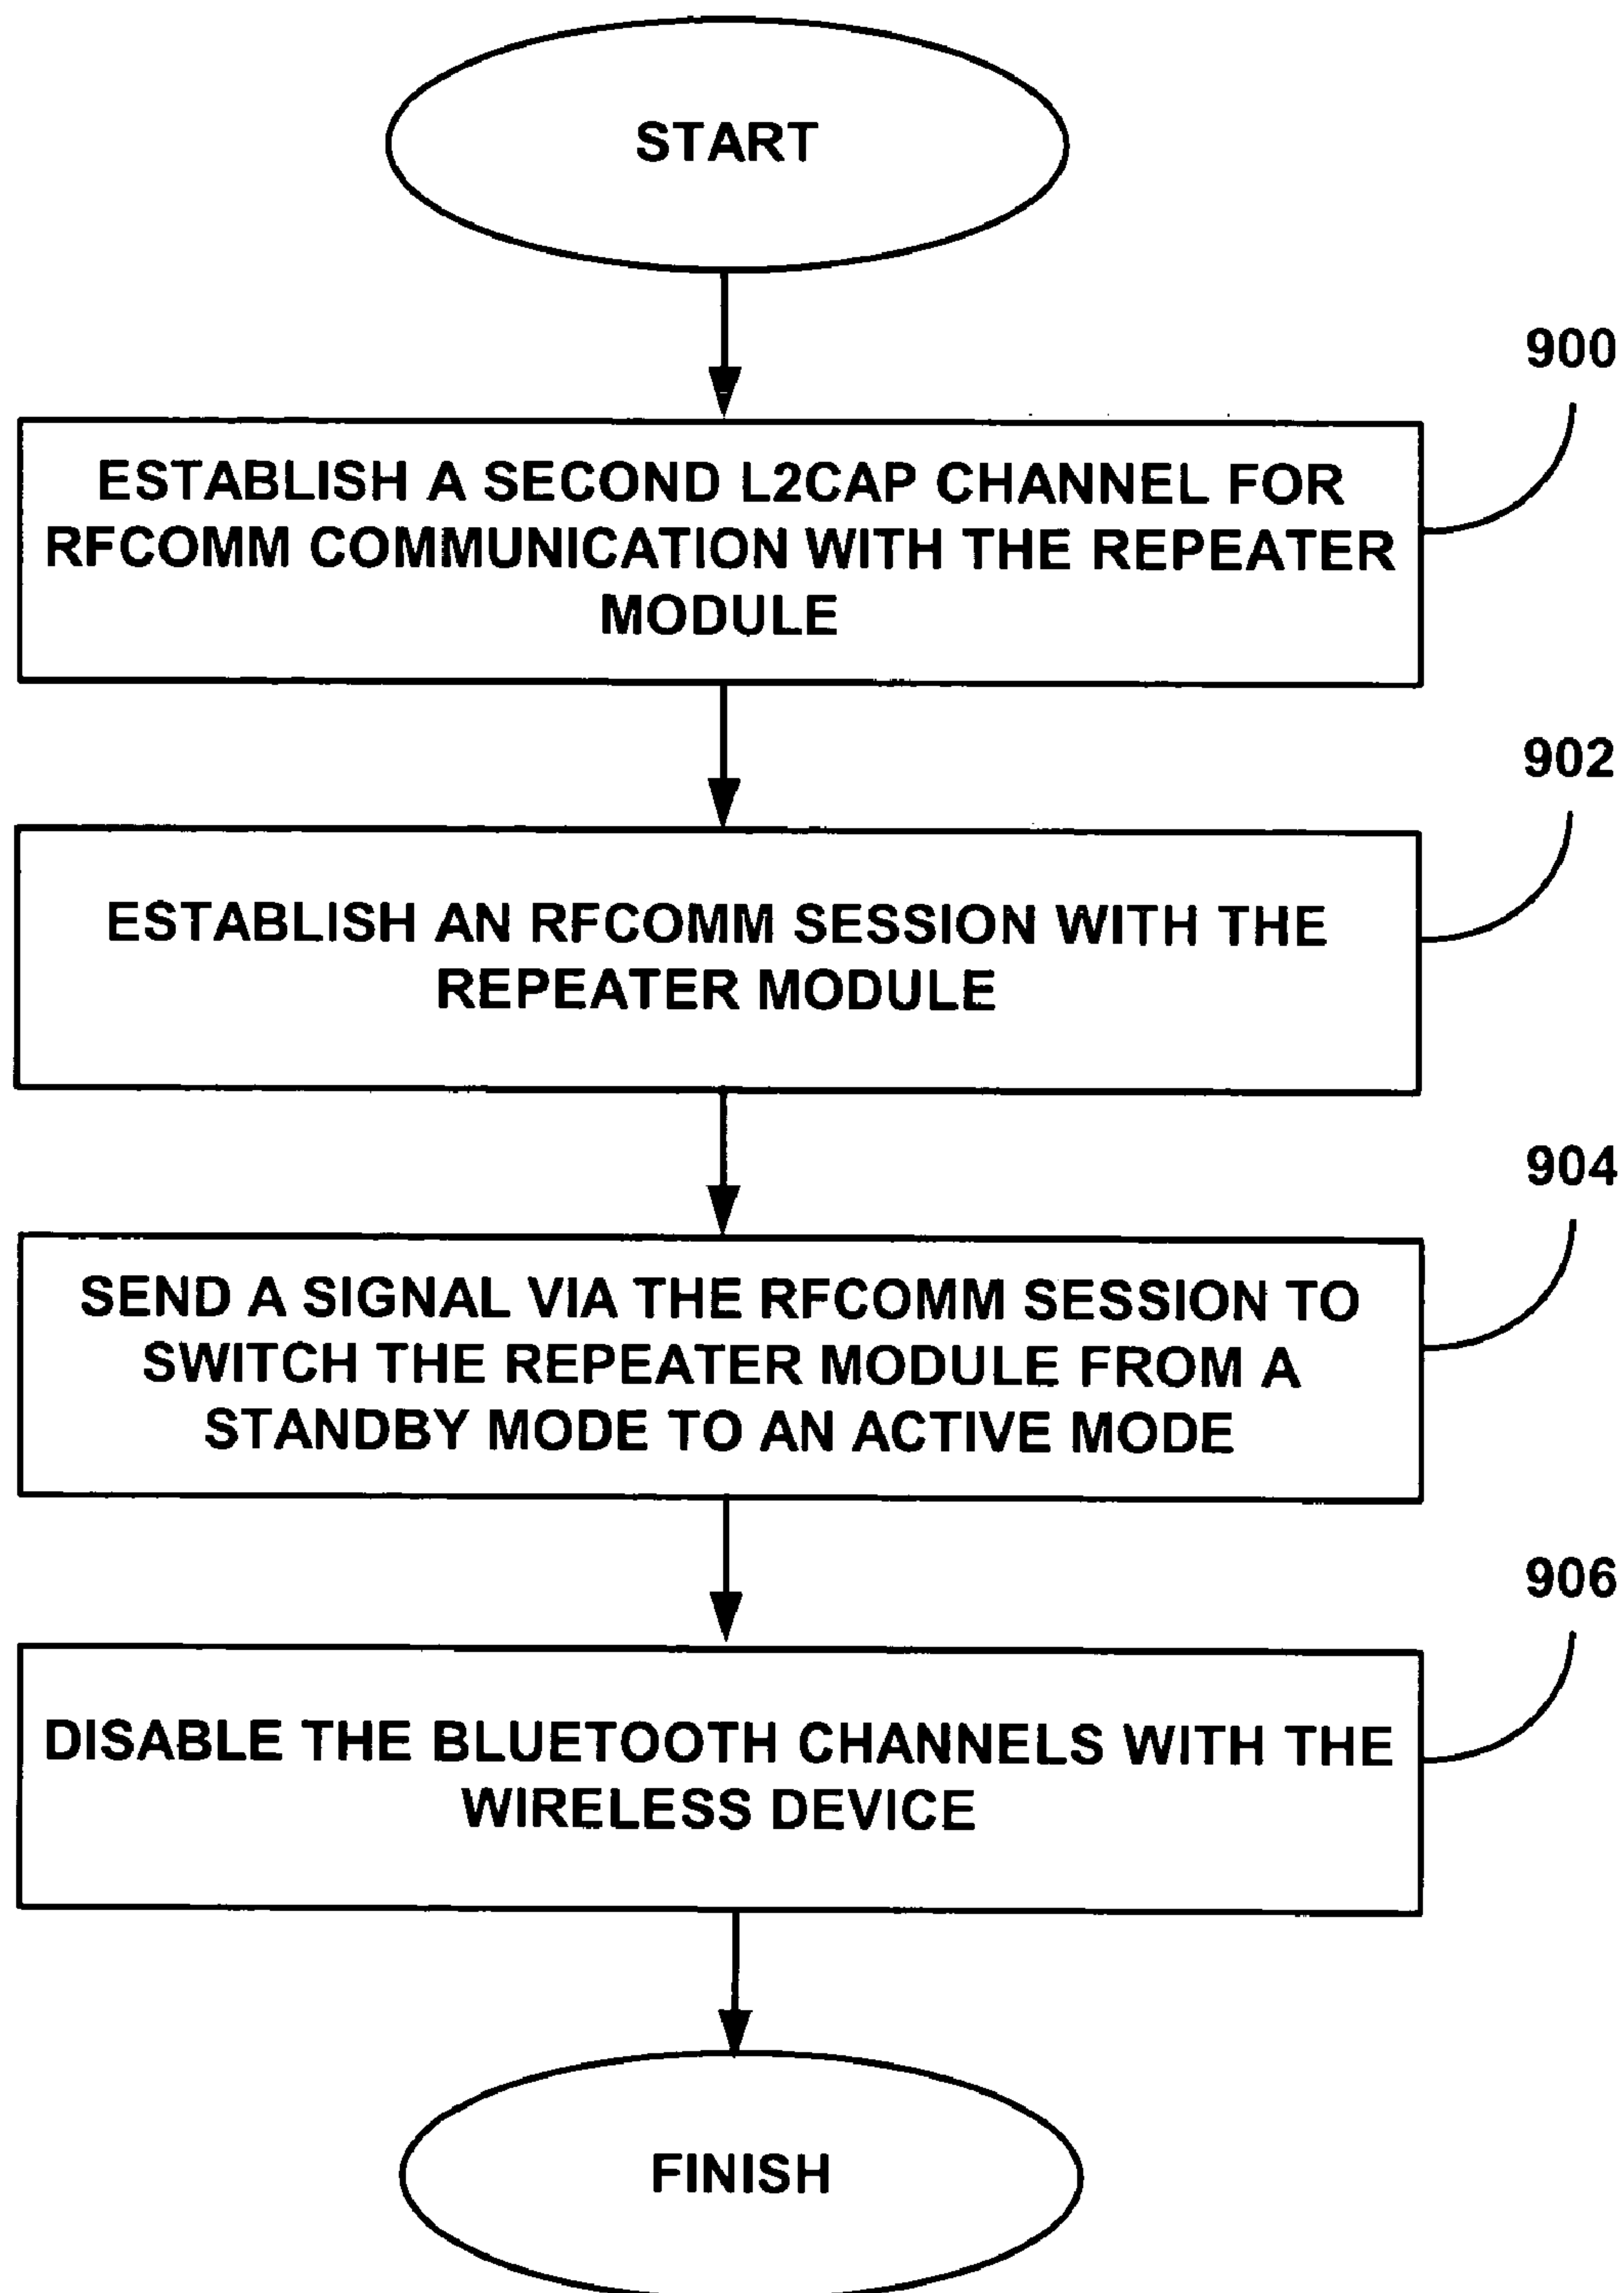 START
900
ESTABLISH A SECOND L2CAP CHANNEL FOR
RFCOMM COMMUNICATION WITH THE REPEATER
MODULE
902
ESTABLISH AN RFCOMM SESSION WITH THE
REPEATER MODULE
904
SEND A SIGNAL VIA THE RFCOMM SESSION TO
SWITCH THE REPEATER MODULE FROM A
STANDBY MODE TO AN ACTIVE MODE
906
DISABLE THE BLUETOOTH CHANNELS WITH THE
WIRELESS DEVICE
FINISH